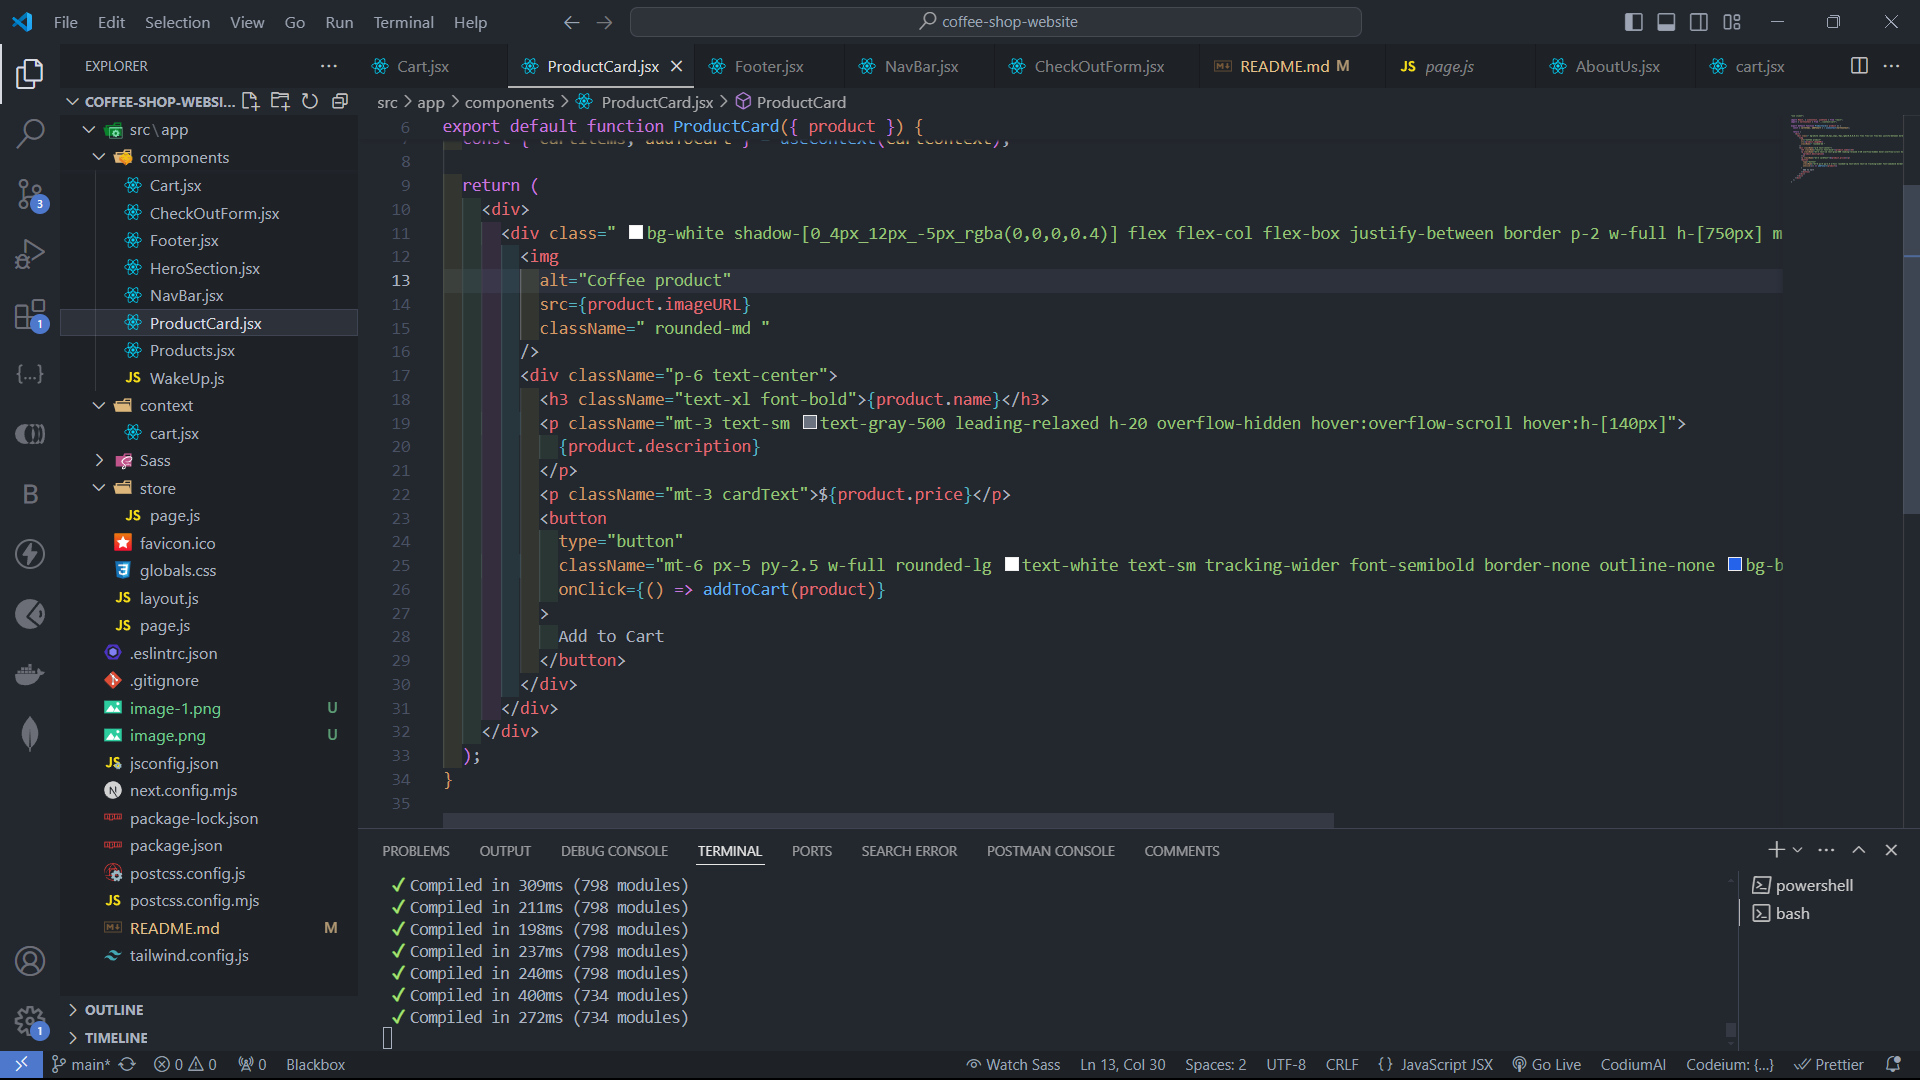 File Edit Selection View Go Run Terminal Help
coffee-shop-website
EXPLORER
Cart.jsx ProductCard.jsx Footer.jsx NavBar.jsx CheckOutForm.jsx README.md M page.js AboutUs.jsx cart.jsx
COFFEE-SHOP-WEBSI...
src\app
components
Cart.jsx
CheckOutForm.jsx
Footer.jsx
HeroSection.jsx
NavBar.jsx
ProductCard.jsx
Products.jsx
JS WakeUp.js
context
cart.jsx
Sass
store
JS page.js
favicon.ico
globals.css
JS layout.js
JS page.js
.eslintrc.json
.gitignore
image-1.png U
image.png U
jsconfig.json
next.config.mjs
package-lock.json
package.json
postcss.config.js
JS postcss.config.mjs
README.md M
tailwind.config.js
OUTLINE
TIMELINE
3
1
1
src > app > components > ProductCard.jsx > ProductCard
6 export default function ProductCard({ product }) {
7 const { cartItems, addToCart } = useContext(CartContext);
8
9 return (
10 <div>
11 <div class=" bg-white shadow-[0_4px_12px_-5px_rgba(0,0,0,0.4)] flex flex-col flex-box justify-between border p-2 w-full h-[750px] m
12 <img
13 alt="Coffee product"
14 src={product.imageURL}
15 className=" rounded-md "
16 />
17 <div className="p-6 text-center">
18 <h3 className="text-xl font-bold">{product.name}</h3>
19 <p className="mt-3 text-sm text-gray-500 leading-relaxed h-20 overflow-hidden hover:overflow-scroll hover:h-[140px]">
20 {product.description}
21 </p>
22 <p className="mt-3 cardText">${product.price}</p>
23 <button
24 type="button"
25 className="mt-6 px-5 py-2.5 w-full rounded-lg text-white text-sm tracking-wider font-semibold border-none outline-none bg-b
26 onClick={() => addToCart(product)}
27 >
28 Add to Cart
29 </button>
30 </div>
31 </div>
32 </div>
33 );
34 }
35
PROBLEMS OUTPUT DEBUG CONSOLE TERMINAL PORTS SEARCH ERROR POSTMAN CONSOLE COMMENTS
✓ Compiled in 309ms (798 modules)
✓ Compiled in 211ms (798 modules)
✓ Compiled in 198ms (798 modules)
✓ Compiled in 237ms (798 modules)
✓ Compiled in 240ms (798 modules)
✓ Compiled in 400ms (734 modules)
✓ Compiled in 272ms (734 modules)
powershell
bash
main* 0 0 0 Blackbox Watch Sass Ln 13, Col 30 Spaces: 2 UTF-8 CRLF {} JavaScript JSX Go Live CodiumAI Codeium: {...} Prettier